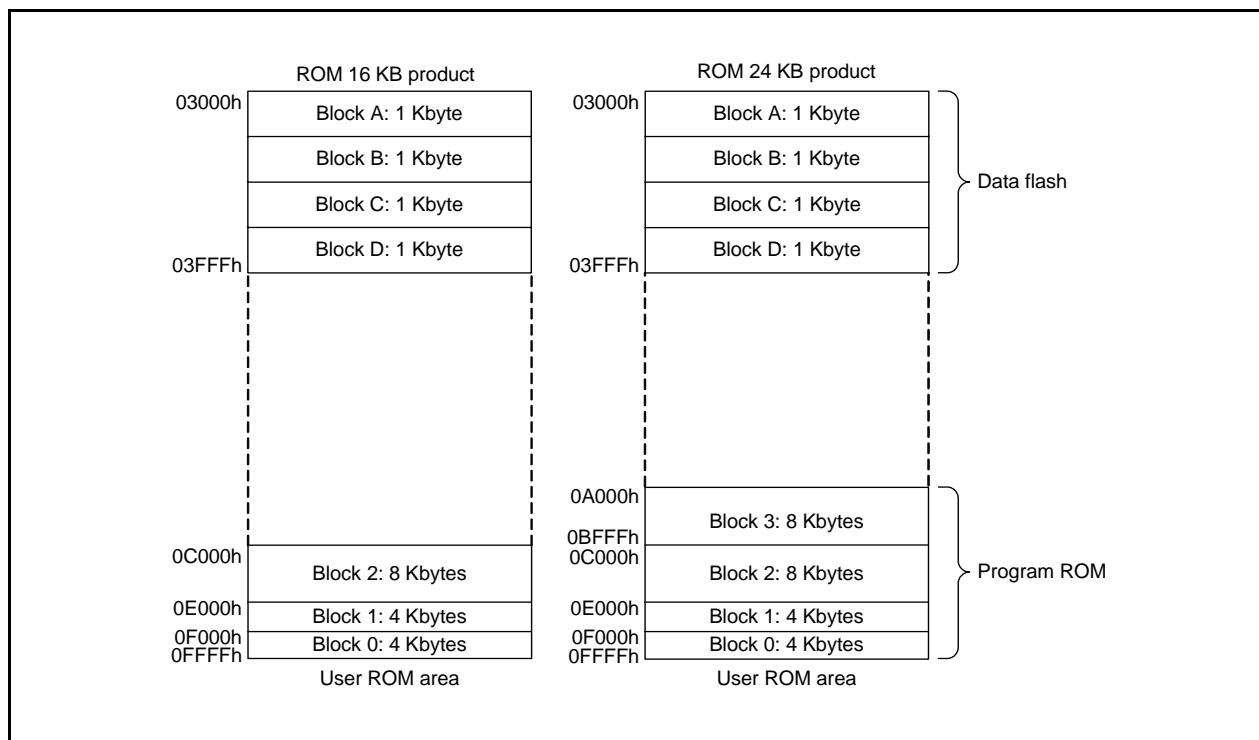 ROM 16 KB product
03000h
Block A: 1 Kbyte
Block B: 1 Kbyte
Block C: 1 Kbyte
Block D: 1 Kbyte
03FFFh
0C000h
Block 2: 8 Kbytes
0E000h
Block 1: 4 Kbytes
0F000h
Block 0: 4 Kbytes
0FFFFh
User ROM area
ROM 24 KB product
03000h
Block A: 1 Kbyte
Block B: 1 Kbyte
Block C: 1 Kbyte
Block D: 1 Kbyte
03FFFh
Data flash
0A000h
Block 3: 8 Kbytes
0BFFFh
0C000h
Block 2: 8 Kbytes
0E000h
Block 1: 4 Kbytes
0F000h
Block 0: 4 Kbytes
0FFFFh
Program ROM
User ROM area